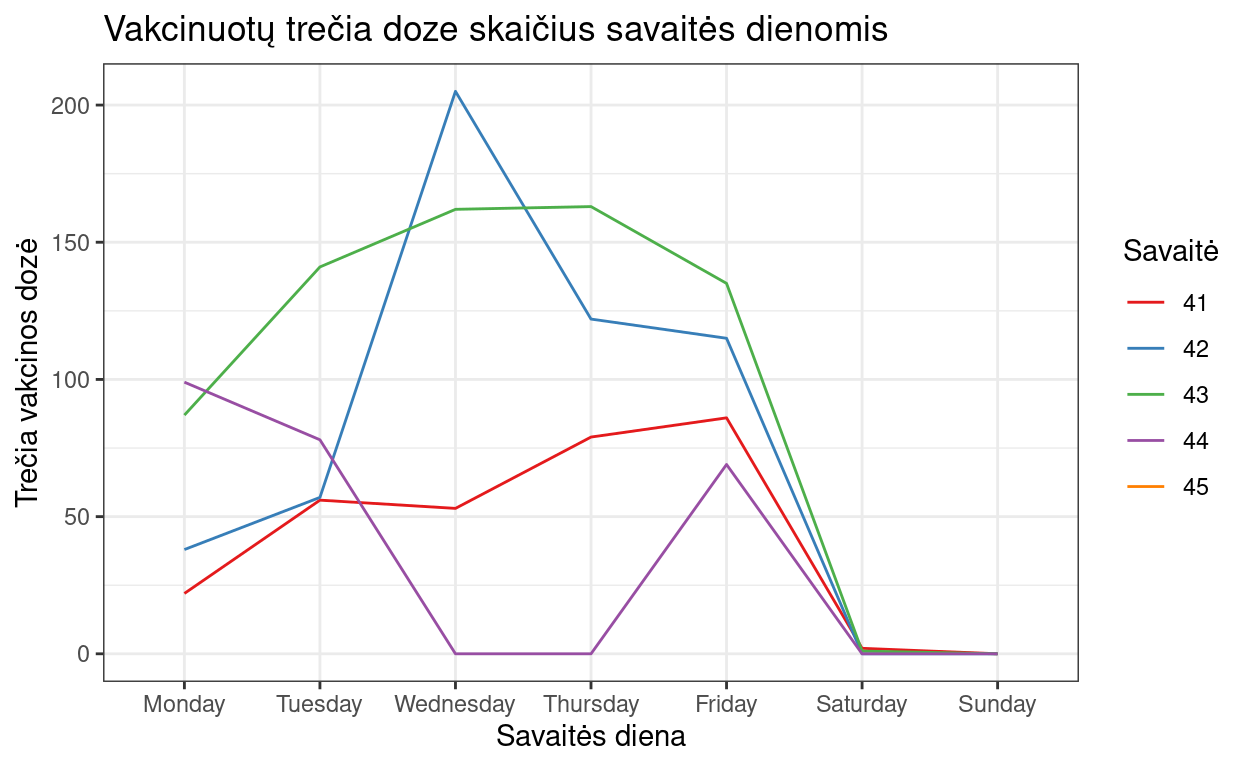 Vakcinuotų trečia doze skaičius savaitės dienomis
Trečia vakcinos dozė
200
150
100
50
0
Monday Tuesday Wednesday Thursday Friday Saturday Sunday
Savaitės diena
Savaitė
41
42
43
44
45